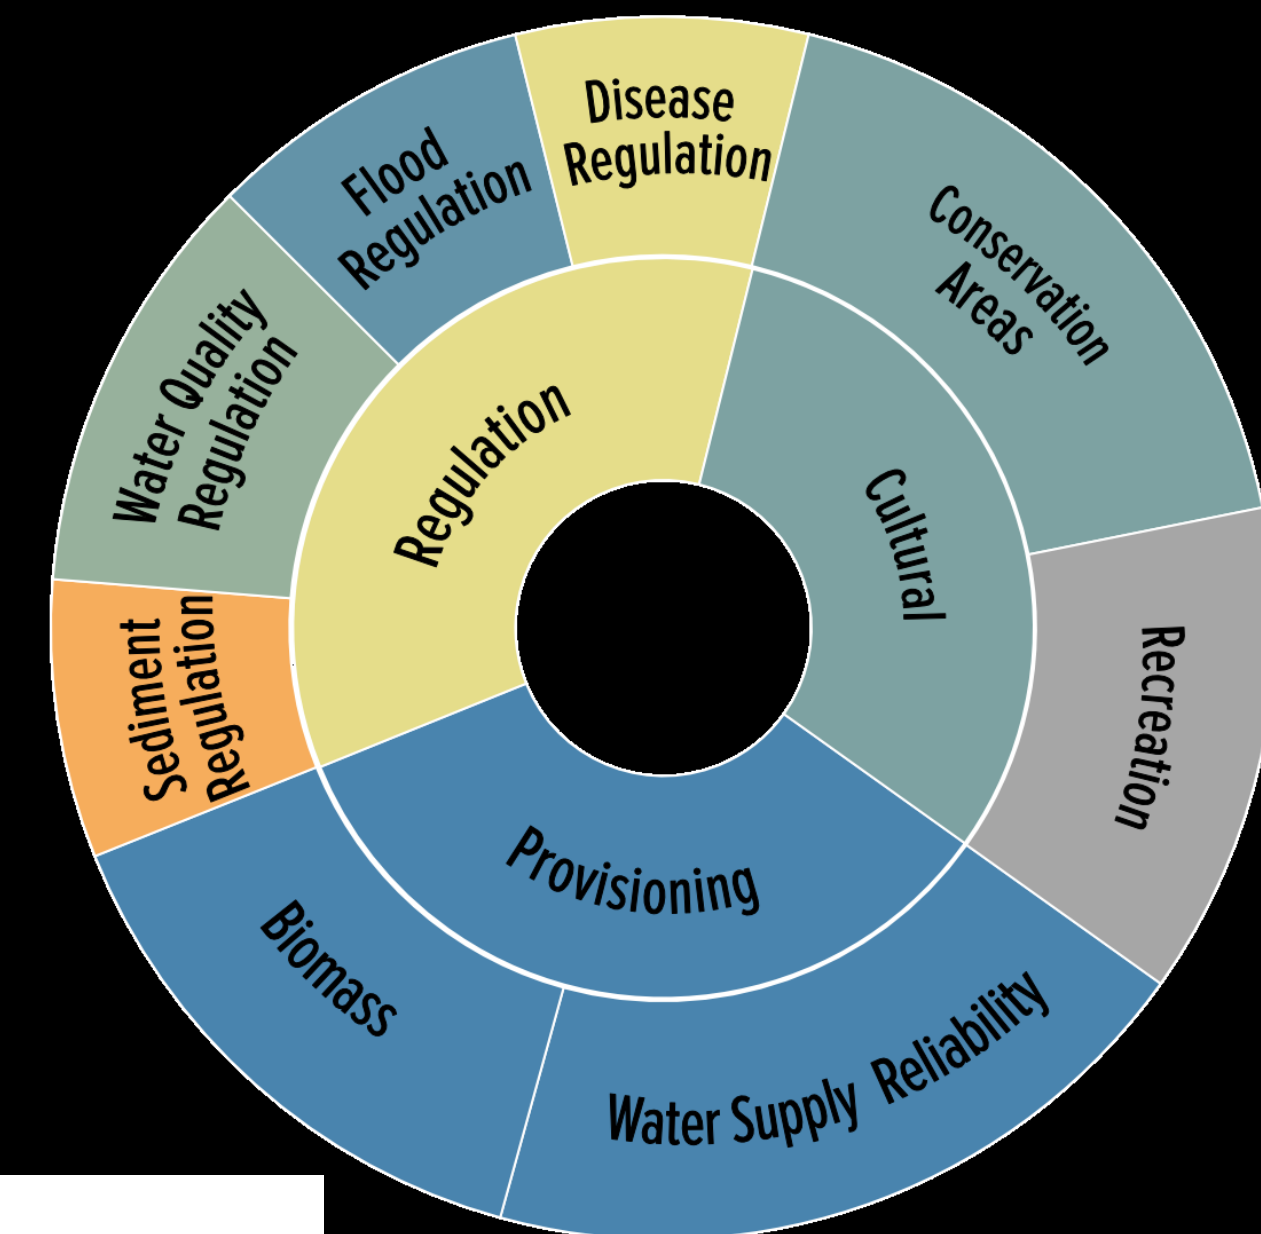 Disease
Regulation
Flood
Regulation
Conservation
Areas
Water Quality
Regulation
Regulation
Cultural
Sediment
Regulation
Recreation
Provisioning
Biomass
Water Supply Reliability